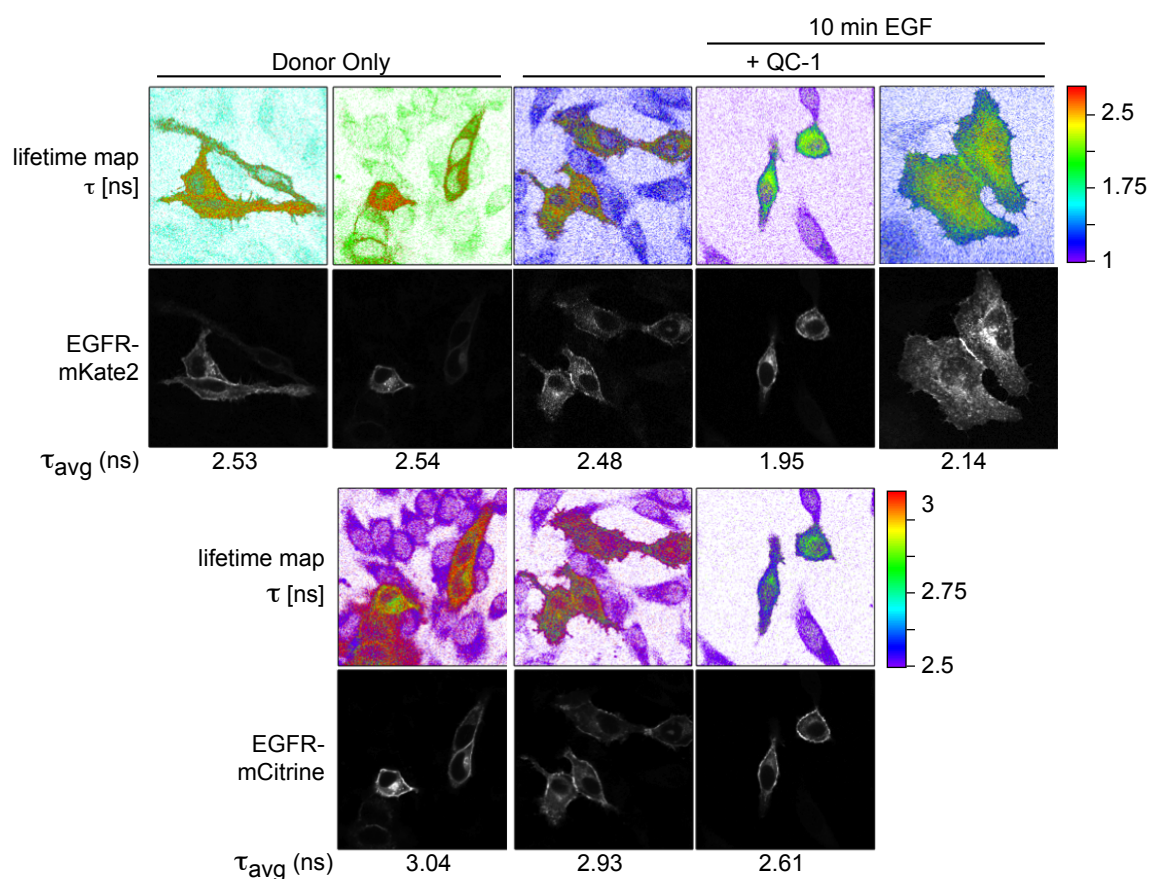 10 min EGF
Donor Only
+ QC-1
lifetime map
τ [ns]
2.5
1.75
1
EGFR-
mKate2
τavg (ns)
2.53
2.54
2.48
1.95
2.14
lifetime map
τ [ns]
3
2.75
2.5
EGFR-
mCitrine
τavg (ns)
3.04
2.93
2.61